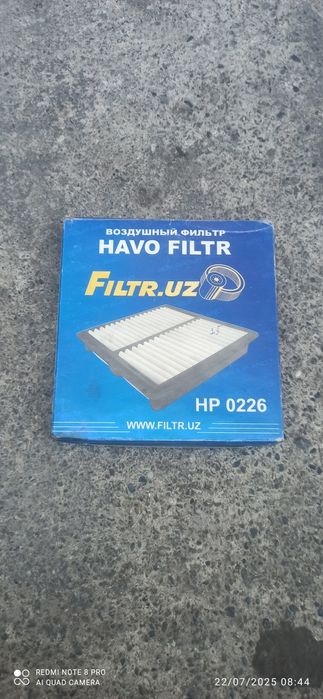 ВОЗДУШНЫЙ ФИЛЬТР
HAVO FILTR
FILTR.UZ
HP 0226
WWW.FILTR.UZ
REDMI NOTE 8 PRO
AI QUAD CAMERA
22/07/2025 08:44